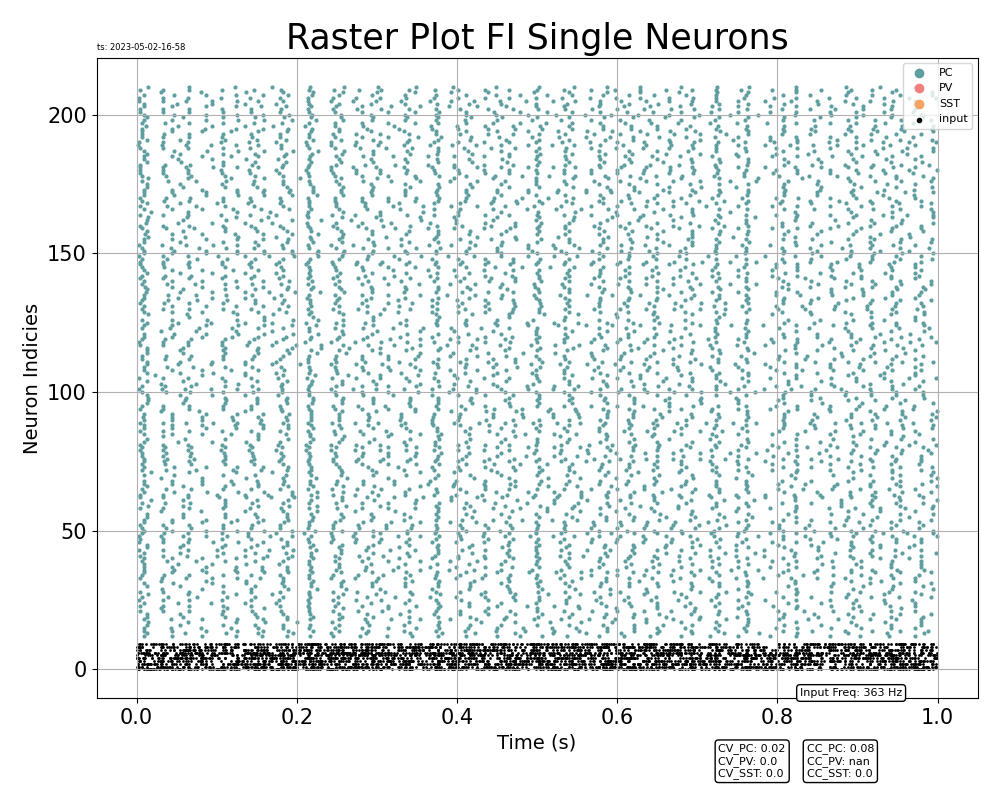 Raster Plot FI Single Neurons
ts: 2023-05-02-16-58
PC
PV
SST
input
200
150
100
50
0
Neuron Indicies
0.0 0.2 0.4 0.6 0.8 1.0
Time (s)
Input Freq: 363 Hz
CV_PC: 0.02
CV_PV: 0.0
CV_SST: 0.0
CC_PC: 0.08
CC_PV: nan
CC_SST: 0.0